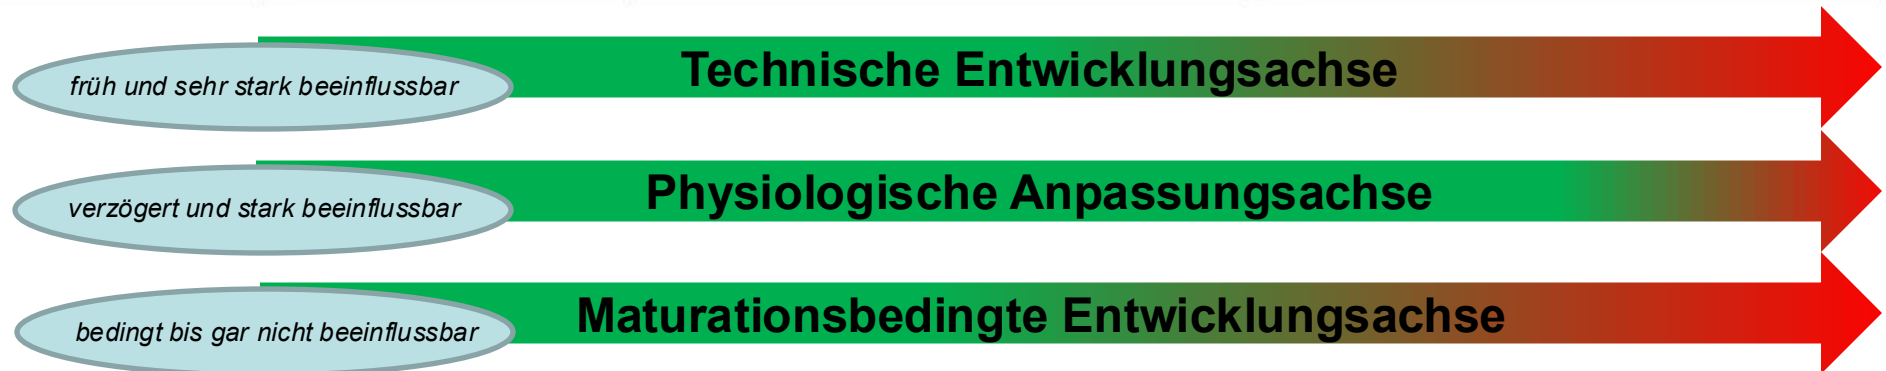 früh und sehr stark beeinflussbar
Technische Entwicklungsachse
verzögert und stark beeinflussbar
Physiologische Anpassungsachse
bedingt bis gar nicht beeinflussbar
Maturationsbedingte Entwicklungsachse